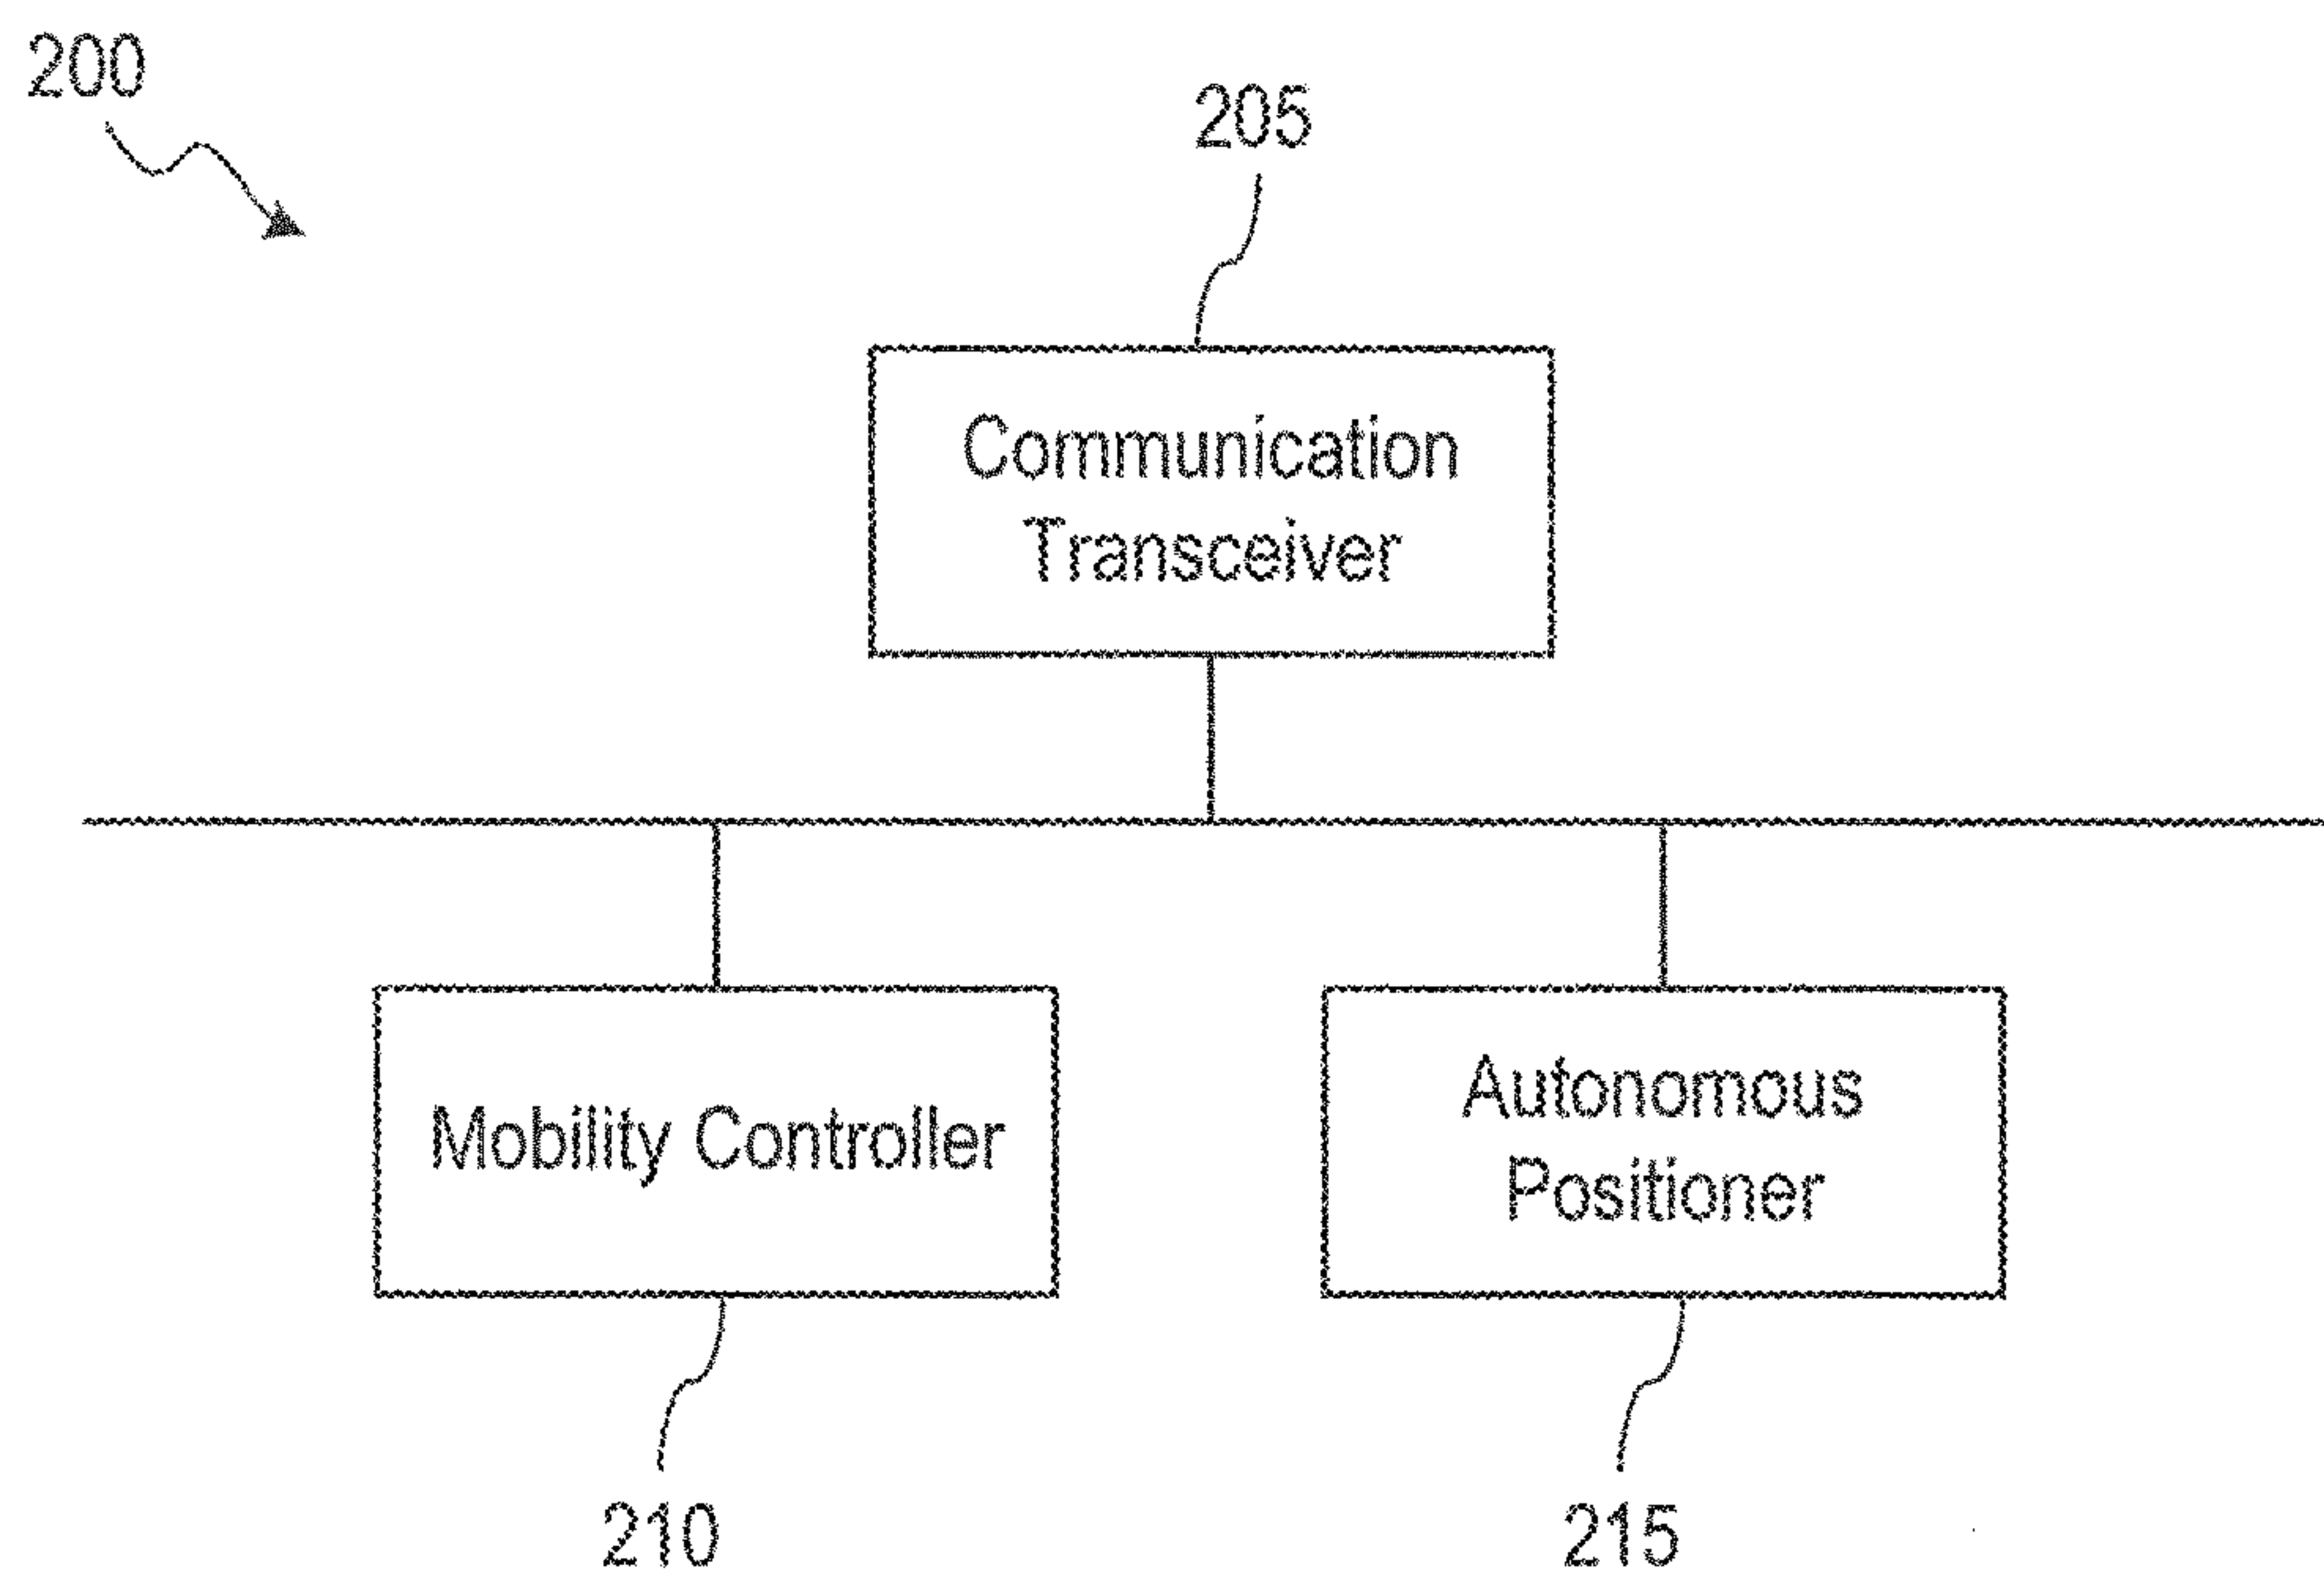 200
205
Communication
Transceiver
Mobility Controller
Autonomous
Positioner
210
215